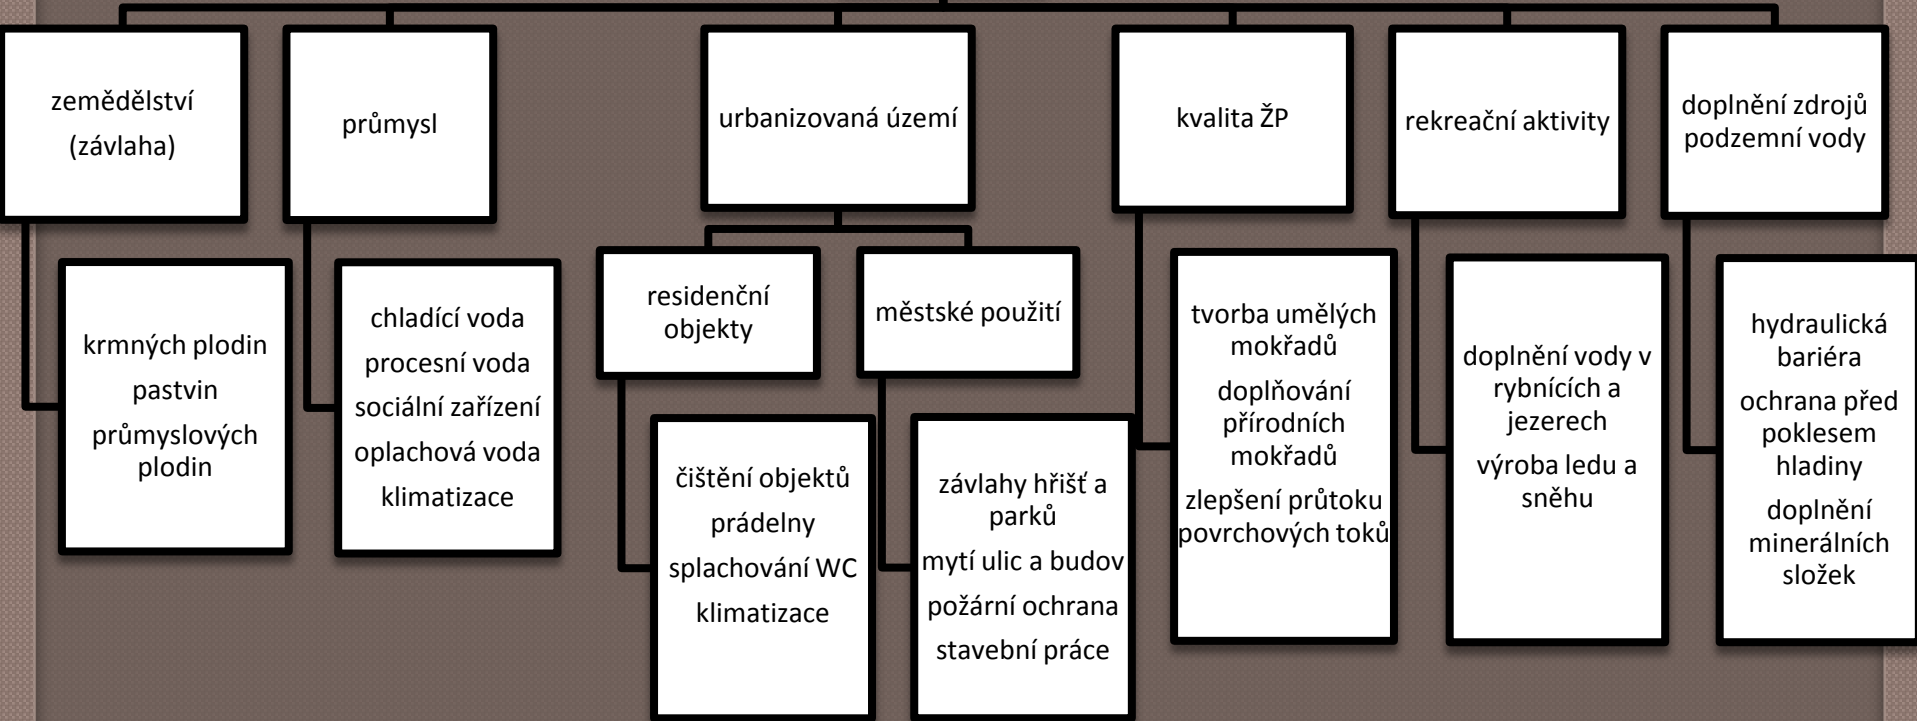 zemědělství
(závlaha)
průmysl
urbanizovaná území
kvalita ŽP
rekreační aktivity
doplnění zdrojů
podzemní vody
krmných plodin
pastvin
průmyslových
plodin
chladící voda
procesní voda
sociální zařízení
oplachová voda
klimatizace
residenční
objekty
městské použití
čištění objektů
prádelny
splachování WC
klimatizace
závlahy hřišť a
parků
mytí ulic a budov
požární ochrana
stavební práce
tvorba umělých
mokřadů
doplňování
přírodních
mokřadů
zlepšení průtoku
povrchových toků
doplnění vody v
rybnících a
jezerech
výroba ledu a
sněhu
hydraulická
bariéra
ochrana před
poklesem
hladiny
doplnění
minerálních
složek